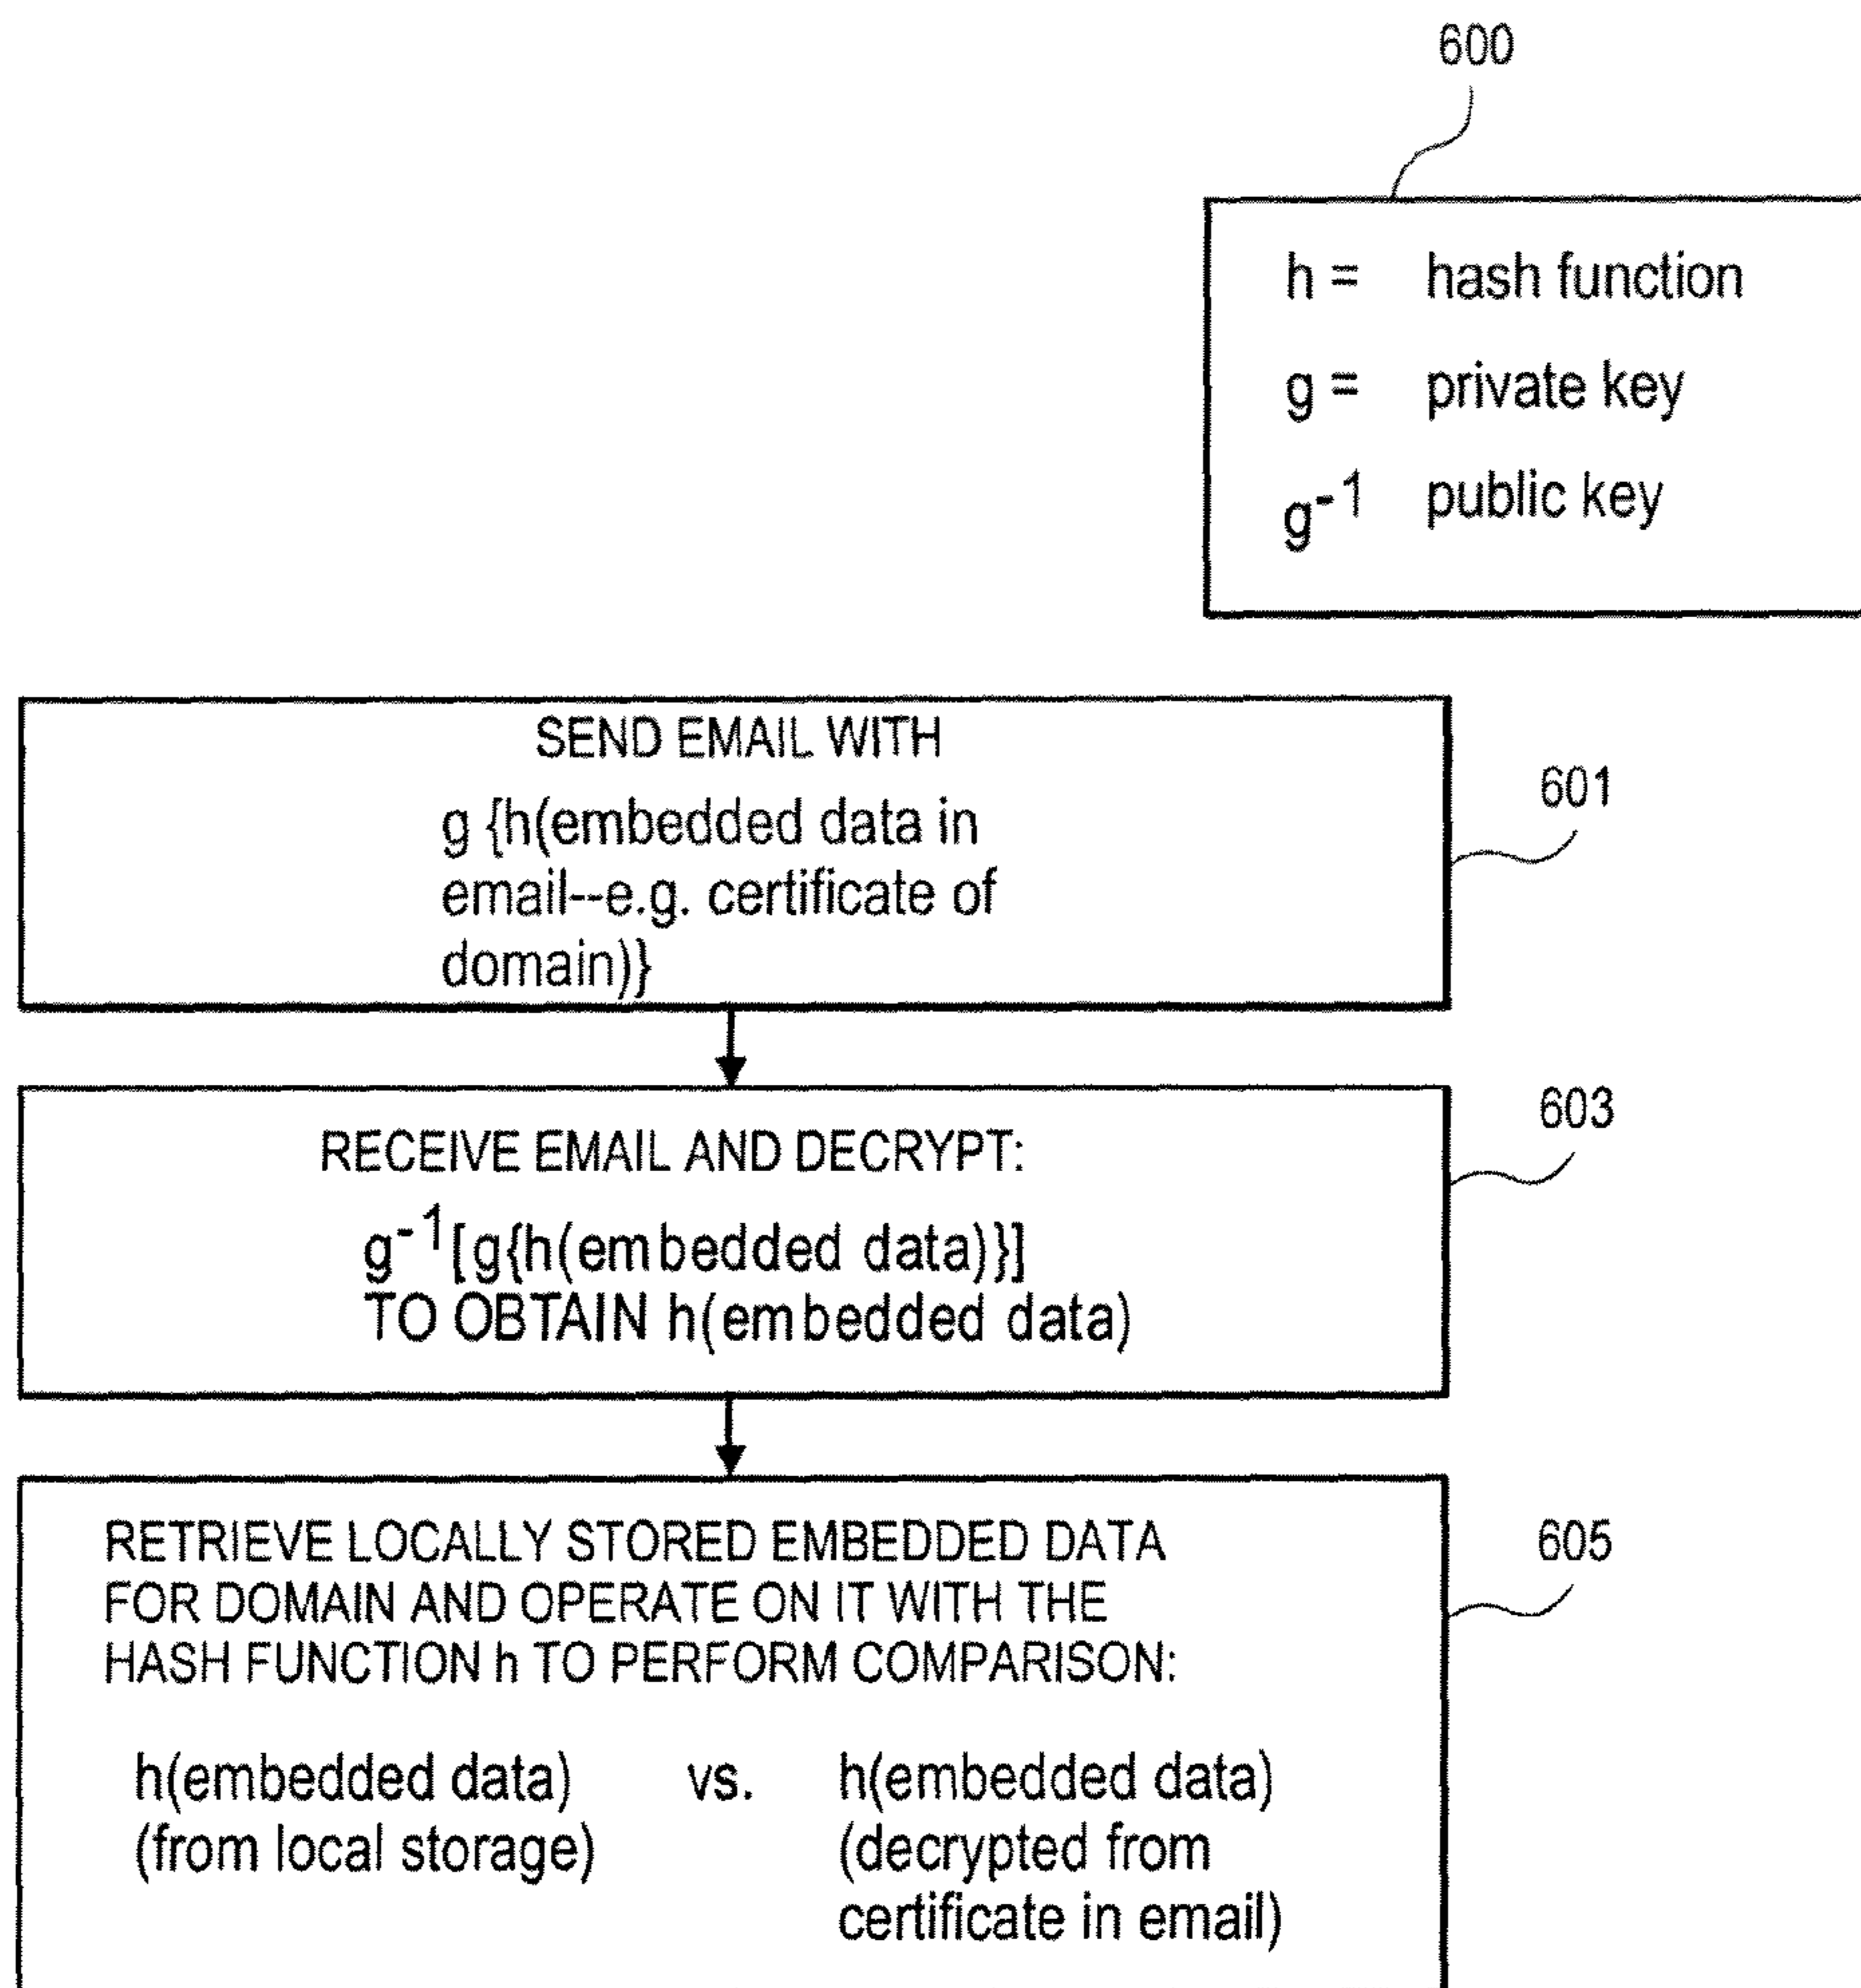 600
h = hash function
g = private key
g-1 public key
SEND EMAIL WITH
g {h(embedded data in
email--e.g. certificate of
domain)}
601
RECEIVE EMAIL AND DECRYPT:
g-1[g{h(embedded data)}]
TO OBTAIN h(embedded data)
603
RETRIEVE LOCALLY STORED EMBEDDED DATA
FOR DOMAIN AND OPERATE ON IT WITH THE
HASH FUNCTION h TO PERFORM COMPARISON:
605
h(embedded data) vs. h(embedded data)
(from local storage) (decrypted from
certificate in email)